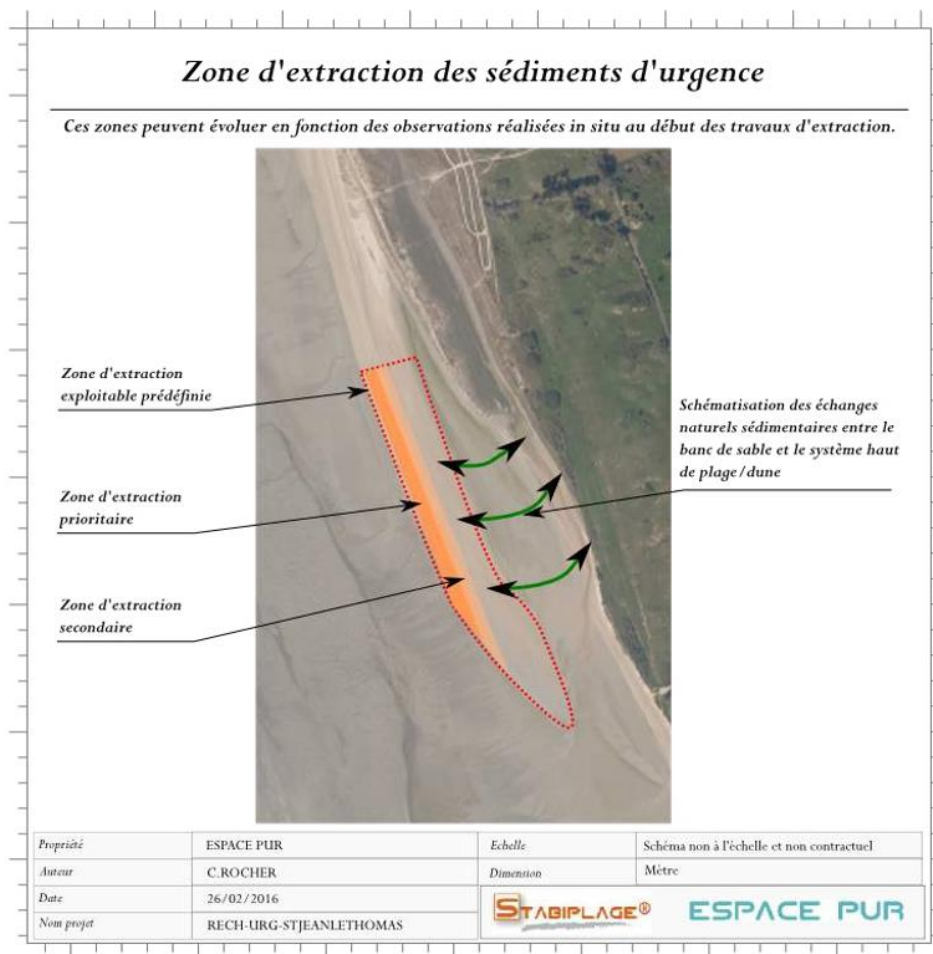 Zone d'extraction des sédiments d'urgence
Ces zones peuvent évoluer en fonction des observations réalisées in situ au début des travaux d'extraction.
Zone d'extraction
exploitable prédéfinie
Zone d'extraction
prioritaire
Zone d'extraction
secondaire
Schématisation des échanges
naturels sédimentaires entre le
banc de sable et le système haut
de plage/dune
Propriété ESPACE PUR
Auteur C.ROCHER
Date 26/02/2016
Nom projet RECH-URG-STJEANLETHOMAS
Echelle Schéma non à l'échelle et non contractuel
Dimension Mètre
STABIPLAGE® ESPACE PUR